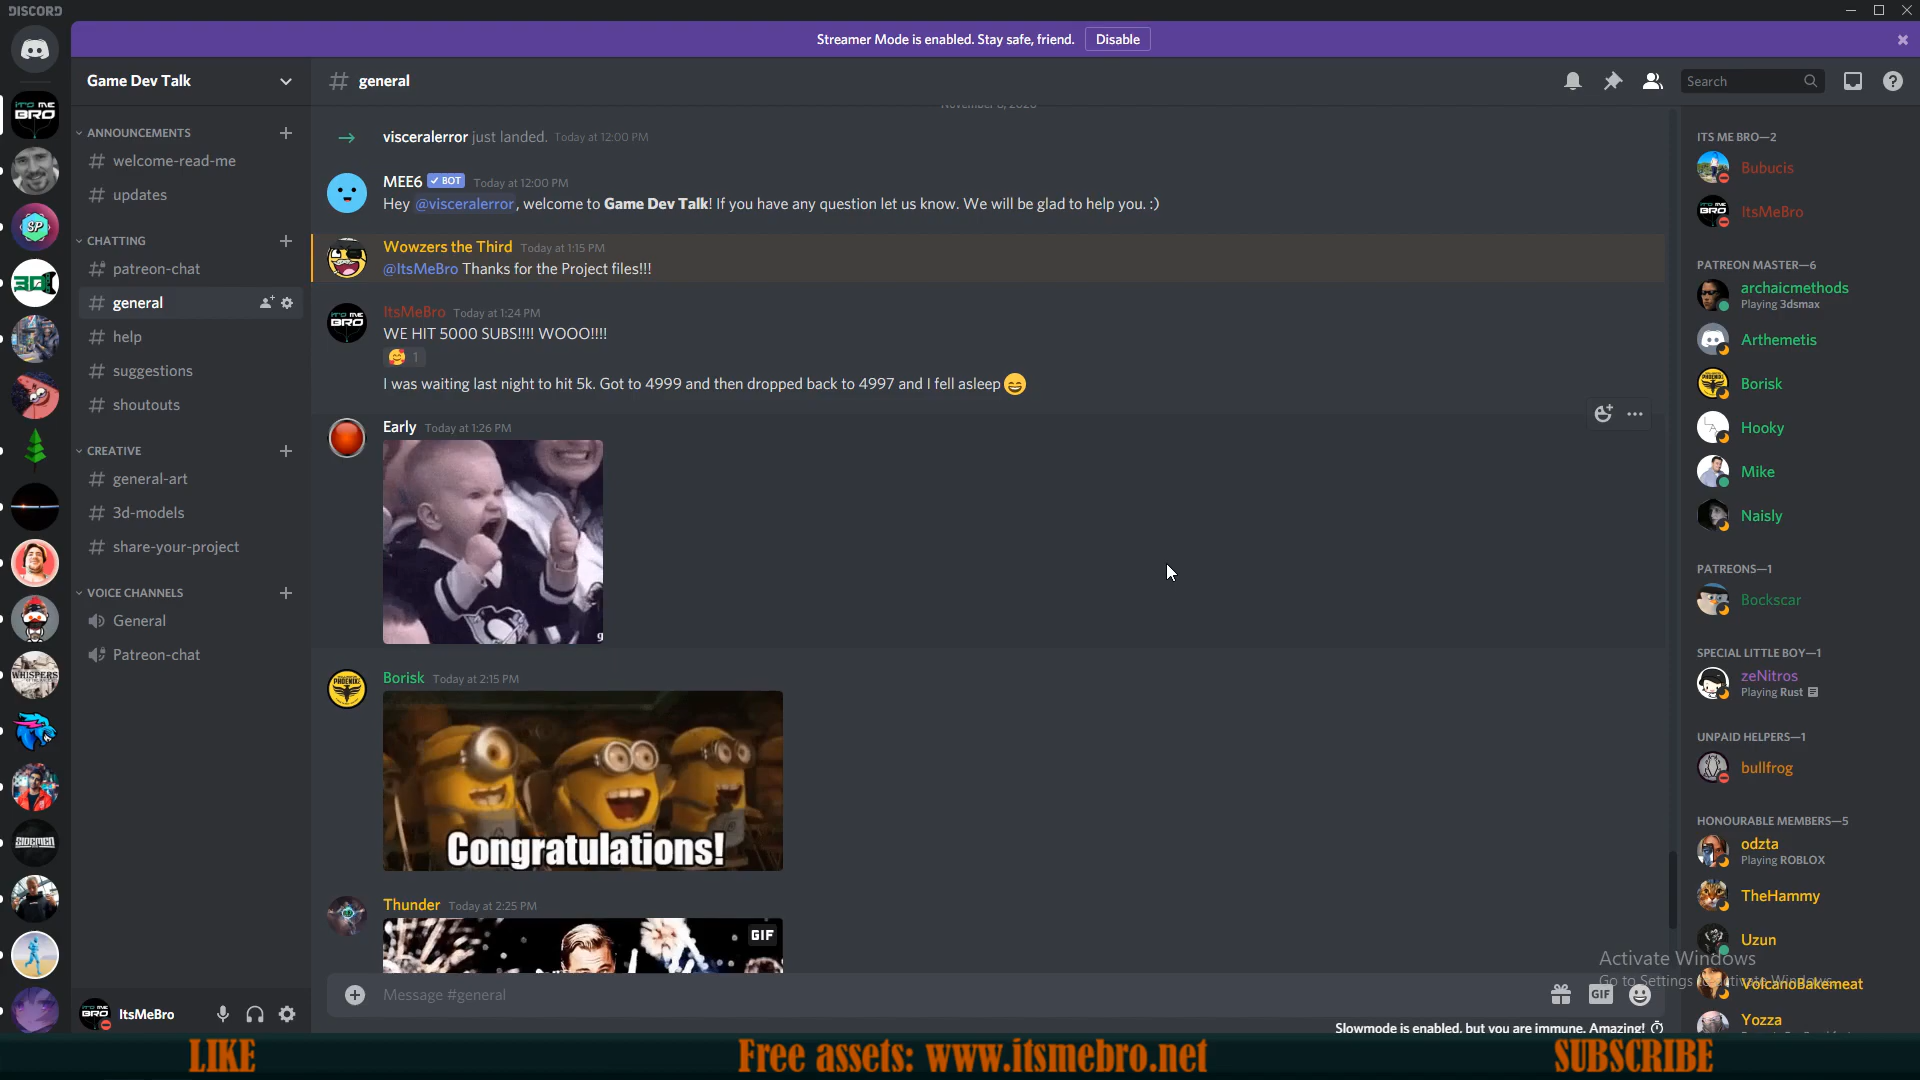 DISCORD
Streamer Mode is enabled. Stay safe, friend.
Disable
Game Dev Talk
general
Search
ANNOUNCEMENTS
# welcome-read-me
# updates
CHATTING
# patreon-chat
# general
# help
# suggestions
# shoutouts
CREATIVE
# general-art
# 3d-models
# share-your-project
VOICE CHANNELS
General
Patreon-chat
ITS ME BRO
SP
3D
WHISPERS
SIDEMEN
ItsMeBro
visceralerror just landed. Today at 12:00 PM
MEE6 ✓ BOT Today at 12:00 PM
Hey @visceralerror, welcome to Game Dev Talk! If you have any question let us know. We will be glad to help you. :)
Wowzers the Third Today at 1:15 PM
@ItsMeBro Thanks for the Project files!!!
ItsMeBro Today at 1:24 PM
WE HIT 5000 SUBS!!!! WOOO!!!!
🥰 1
I was waiting last night to hit 5k. Got to 4999 and then dropped back to 4997 and I fell asleep 😄
Early Today at 1:26 PM
Borisk Today at 2:15 PM
Congratulations!
Thunder Today at 2:25 PM
GIF
Message #general
GIF
Slowmode is enabled, but you are immune. Amazing!
ITS ME BRO—2
Bubucis
ItsMeBro
PATREON MASTER—6
archaicmethods
Playing 3dsmax
Arthemetis
Borisk
Hooky
Mike
Naisly
PATREONS—1
Bockscar
SPECIAL LITTLE BOY—1
zeNitros
Playing Rust
UNPAID HELPERS—1
bullfrog
HONOURABLE MEMBERS—5
odzta
Playing ROBLOX
TheHammy
Uzun
Activate Windows
Go to Settings to activate Windows.
VolcanoBakemeat
Yozza
LIKE
Free assets: www.itsmebro.net
SUBSCRIBE